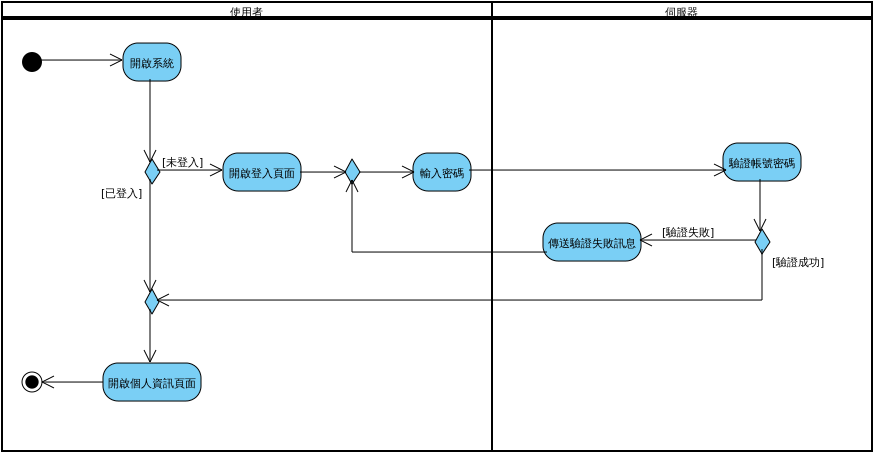 使用者
伺服器
開啟系統
[未登入]
開啟登入頁面
輸入密碼
驗證帳號密碼
[已登入]
傳送驗證失敗訊息
[驗證失敗]
[驗證成功]
開啟個人資訊頁面